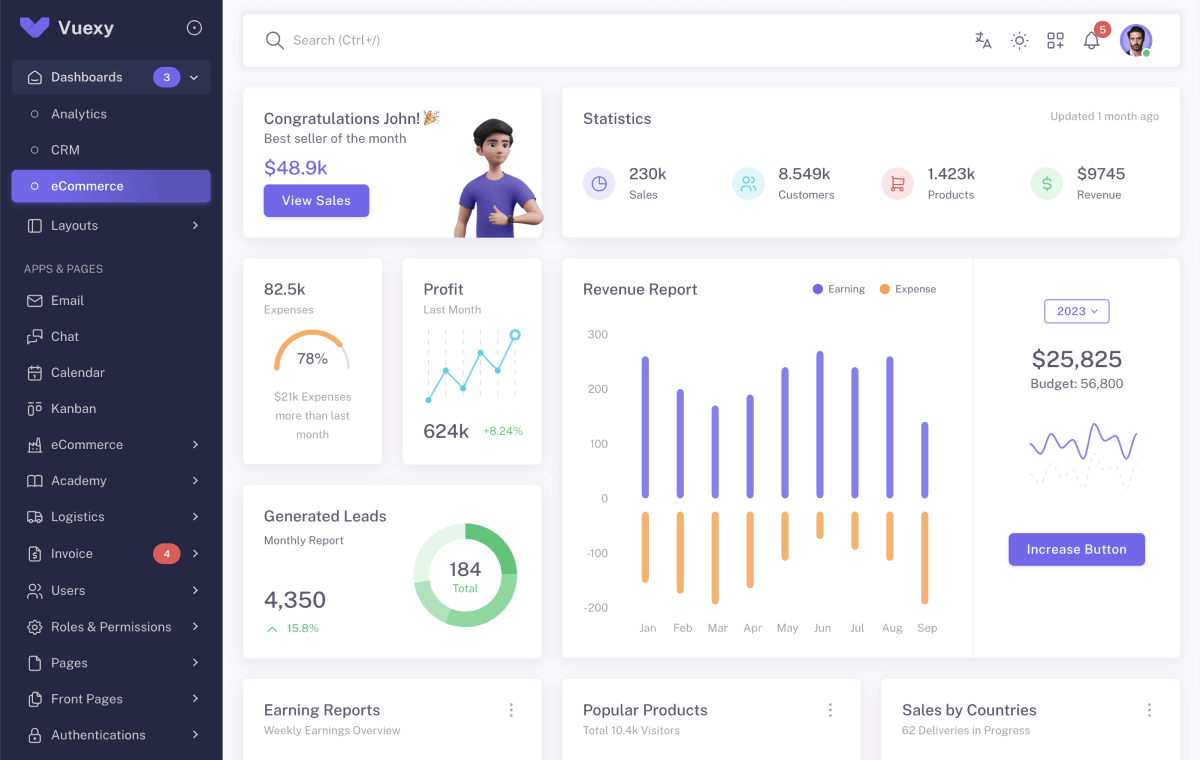 Vuexy
Dashboards 3
Analytics
CRM
eCommerce
Layouts
APPS & PAGES
Email
Chat
Calendar
Kanban
eCommerce
Academy
Logistics
Invoice 4
Users
Roles & Permissions
Pages
Front Pages
Authentications
Search (Ctrl+/)
5
Congratulations John! 🎉
Best seller of the month
$48.9k
View Sales
Statistics
Updated 1 month ago
230k
Sales
8.549k
Customers
1.423k
Products
$9745
Revenue
82.5k
Expenses
78%
$21k Expenses
more than last
month
Profit
Last Month
624k +8.24%
Revenue Report
Earning Expense
300
200
100
0
-100
-200
Jan Feb Mar Apr May Jun Jul Aug Sep
2023
$25,825
Budget: 56,800
Increase Button
Generated Leads
Monthly Report
4,350
15.8%
184
Total
Earning Reports
Weekly Earnings Overview
Popular Products
Total 10.4k Visitors
Sales by Countries
62 Deliveries in Progress